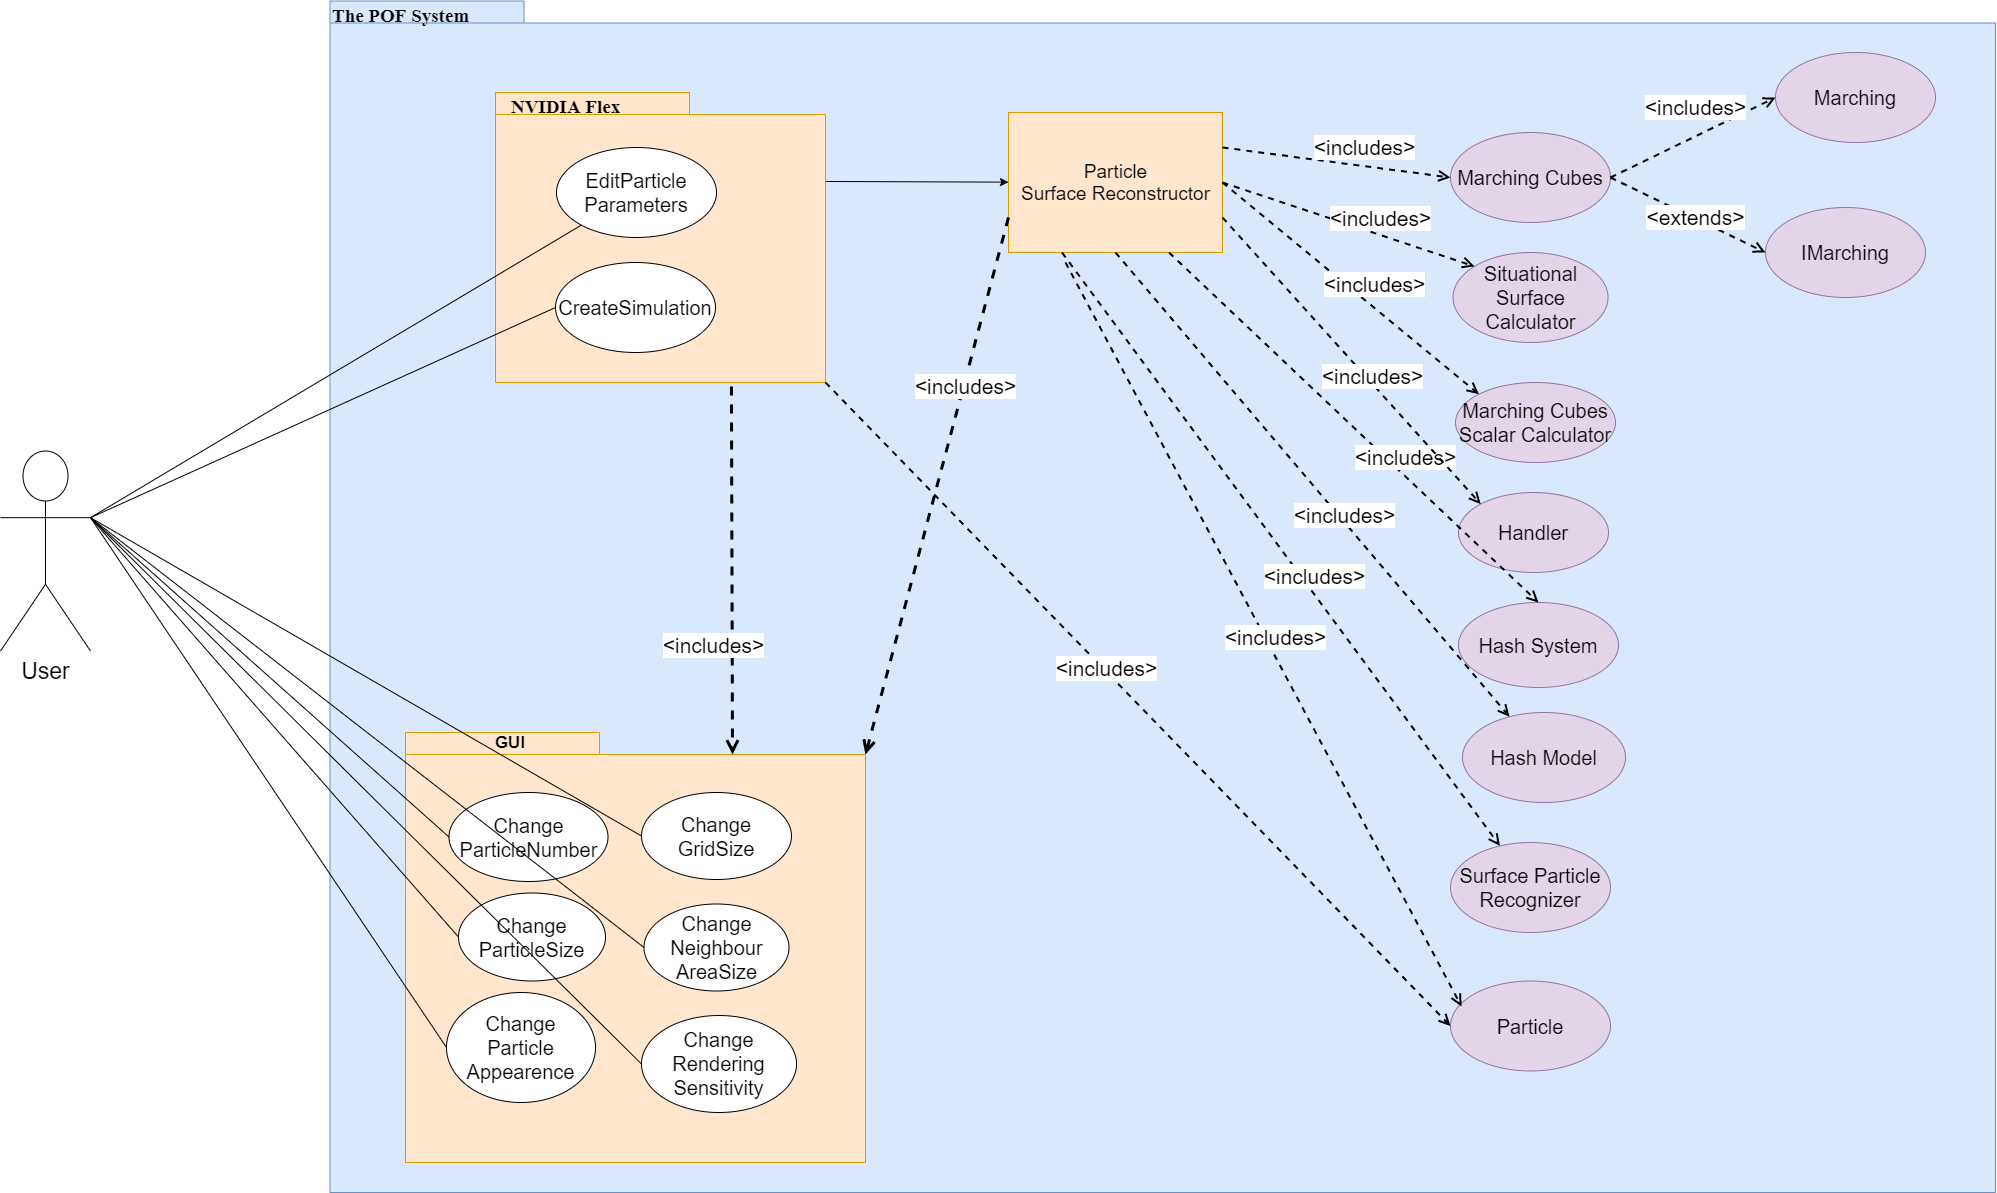 The POF System
NVIDIA Flex
EditParticle
Parameters
CreateSimulation
Particle
Surface Reconstructor
<includes>
Marching Cubes
<includes>
Marching
<extends>
IMarching
<includes>
Situational
Surface
Calculator
<includes>
Marching Cubes
Scalar Calculator
<includes>
Handler
<includes>
Hash System
<includes>
Hash Model
<includes>
Surface Particle
Recognizer
<includes>
Particle
<includes>
<includes>
<includes>
User
GUI
Change
ParticleNumber
Change
GridSize
Change
ParticleSize
Change
Neighbour
AreaSize
Change
Particle
Appearence
Change
Rendering
Sensitivity